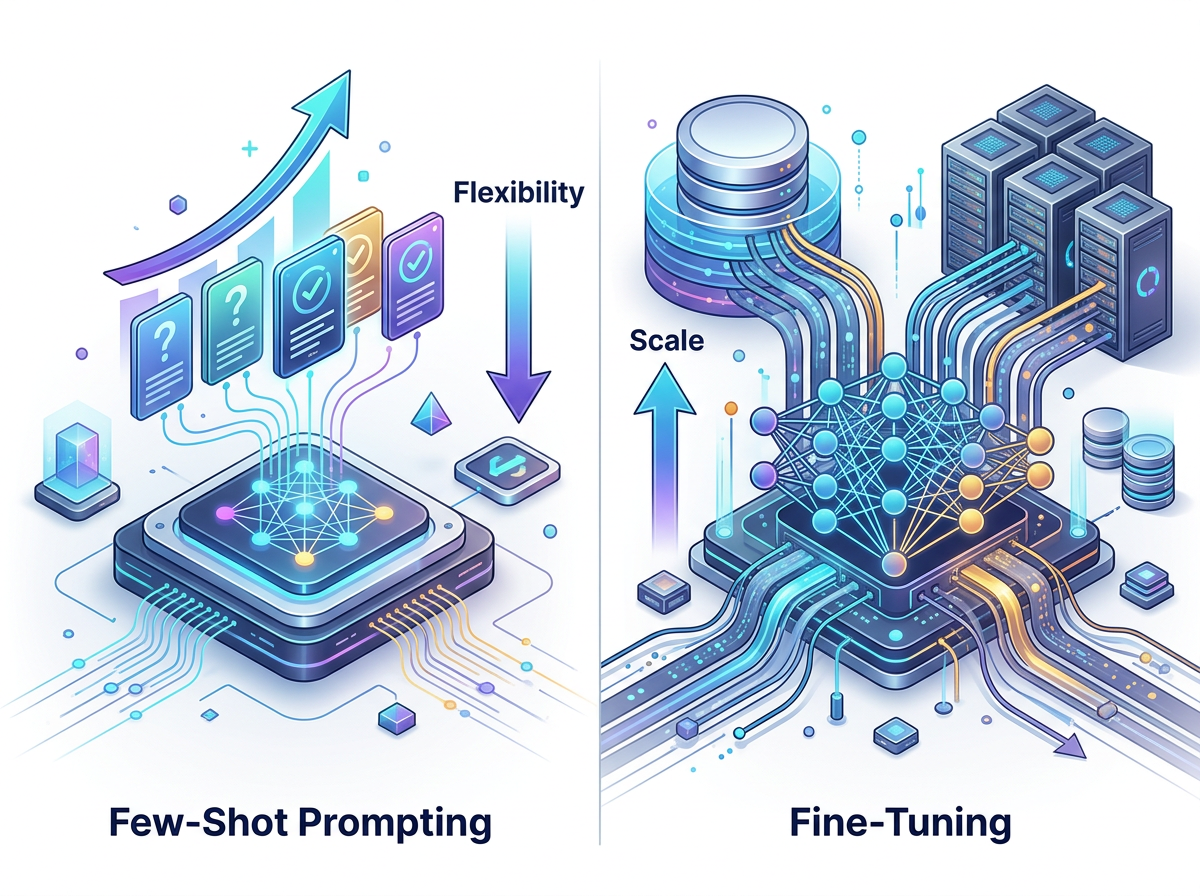 Flexibility
? ?
Few-Shot Prompting
Scale
Fine-Tuning